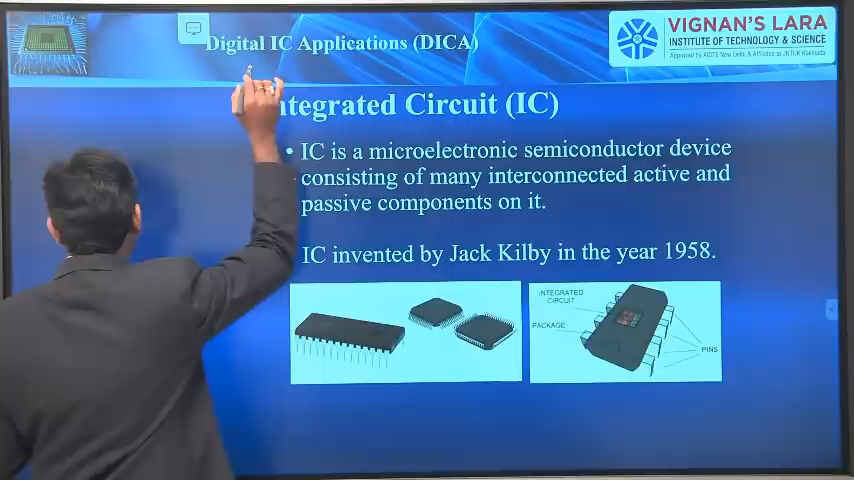 Digital IC Applications (DICA)
VIGNAN'S LARA
INSTITUTE OF TECHNOLOGY & SCIENCE
Approved by AICTE New Delhi & Affiliated to JNTUK Kakinada
ntegrated Circuit (IC)
• IC is a microelectronic semiconductor device
consisting of many interconnected active and
passive components on it.
IC invented by Jack Kilby in the year 1958.
INTEGRATED
CIRCUIT
PACKAGE
PINS